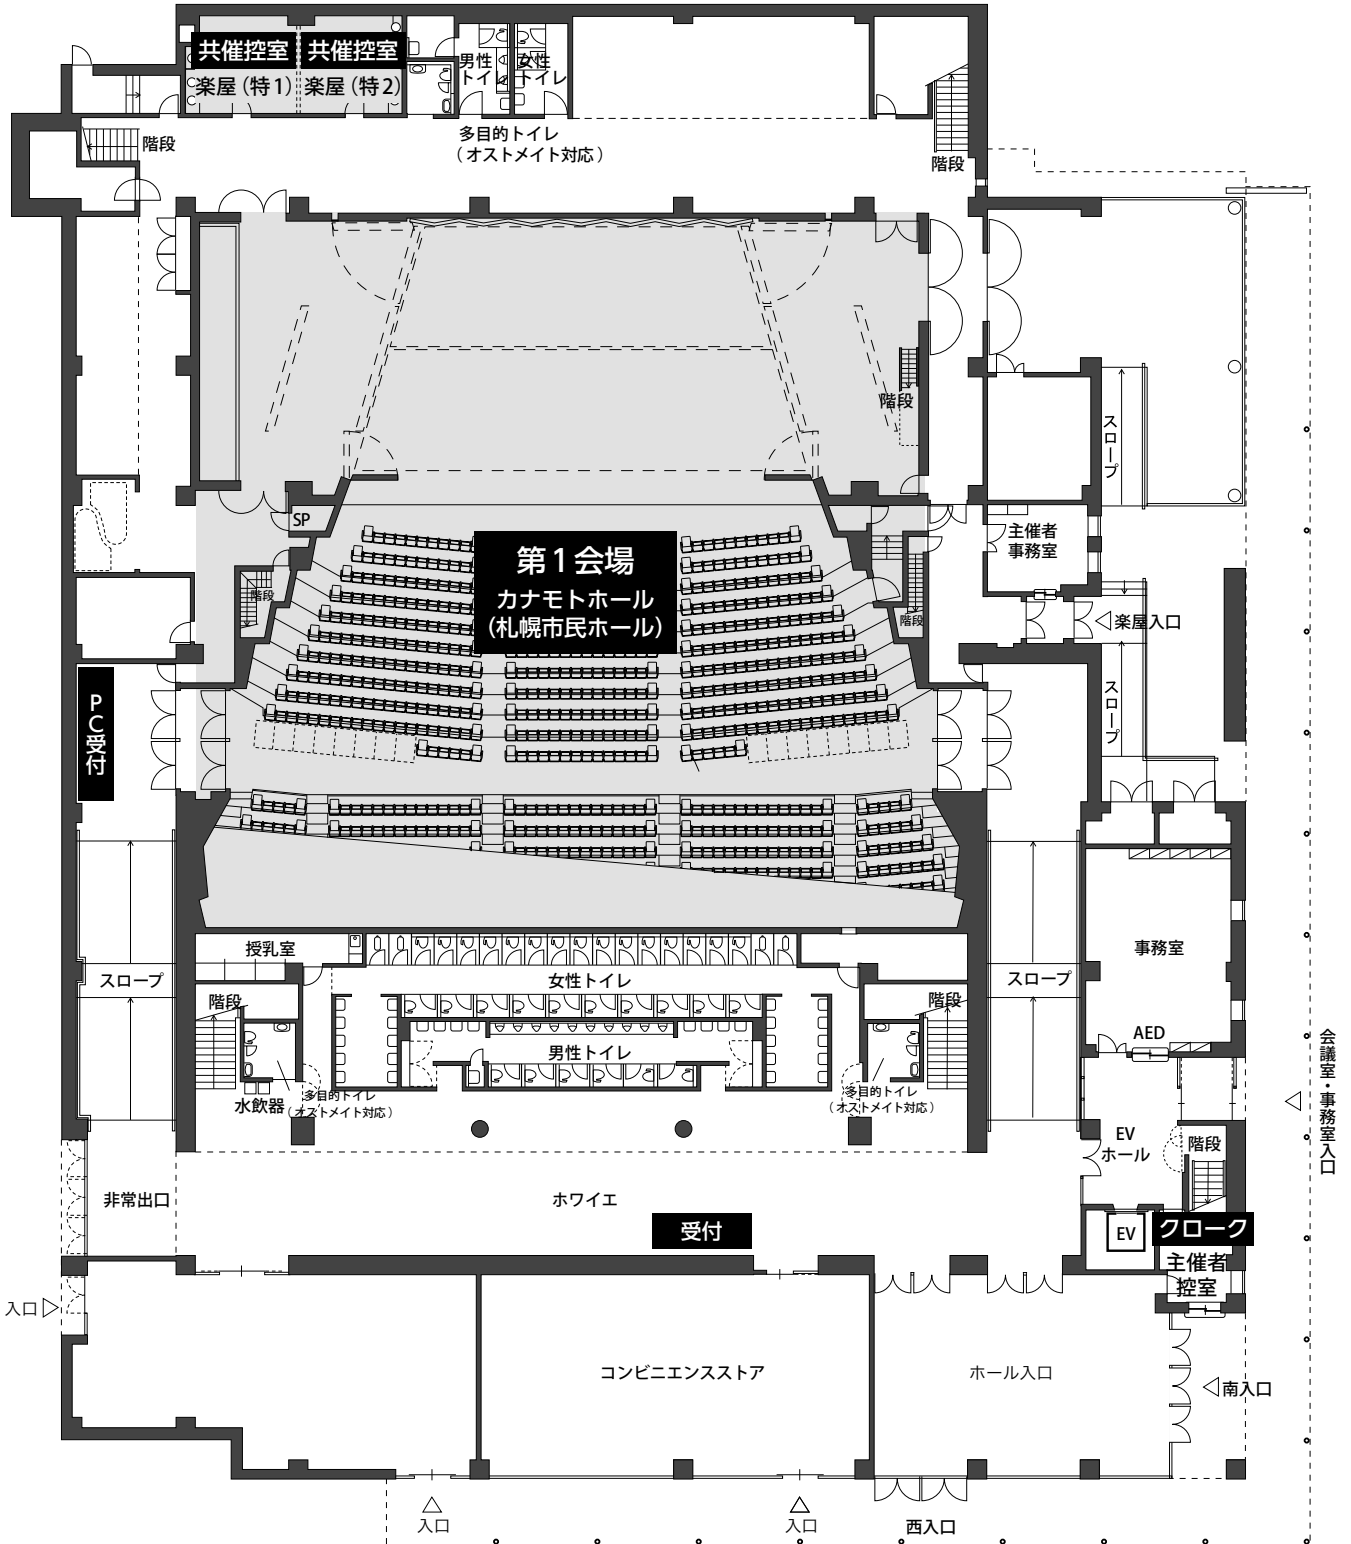 共催控室
共催控室
楽屋（特１）
楽屋（特２）
男性
トイレ
女性
トイレ
階段
多目的トイレ
（オストメイト対応）
階段
階段
スロープ
SP
主催者
事務室
第１会場
カナモトホール
（札幌市民ホール）
階段
階段
楽屋入口
PC受付
スロープ
授乳室
事務室
女性トイレ
スロープ
スロープ
階段
階段
AED
男性トイレ
多目的トイレ
（オストメイト対応）
水飲器
多目的トイレ
（オストメイト対応）
会議室・事務室入口
EV
ホール
階段
非常出口
ホワイエ
受付
クローク
EV
主催者
控室
入口
コンビニエンスストア
ホール入口
南入口
入口
入口
西入口